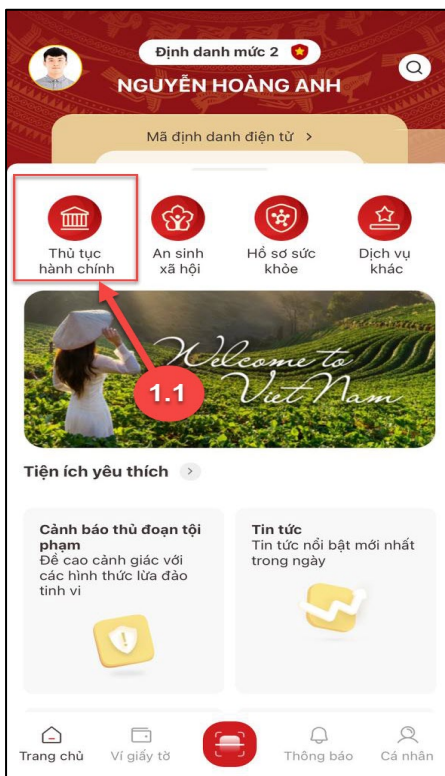 Định danh mức 2
NGUYỄN HOÀNG ANH
Mã định danh điện tử >
Thủ tục
hành chính
An sinh
xã hội
Hồ sơ sức
khỏe
Dịch vụ
khác
Welcome to
Viet Nam
1.1
Tiện ích yêu thích >
Cảnh báo thủ đoạn tội
phạm
Đề cao cảnh giác với
các hình thức lừa đảo
tinh vi
Tin tức
Tin tức nổi bật mới nhất
trong ngày
Trang chủ
Ví giấy tờ
Thông báo
Cá nhân